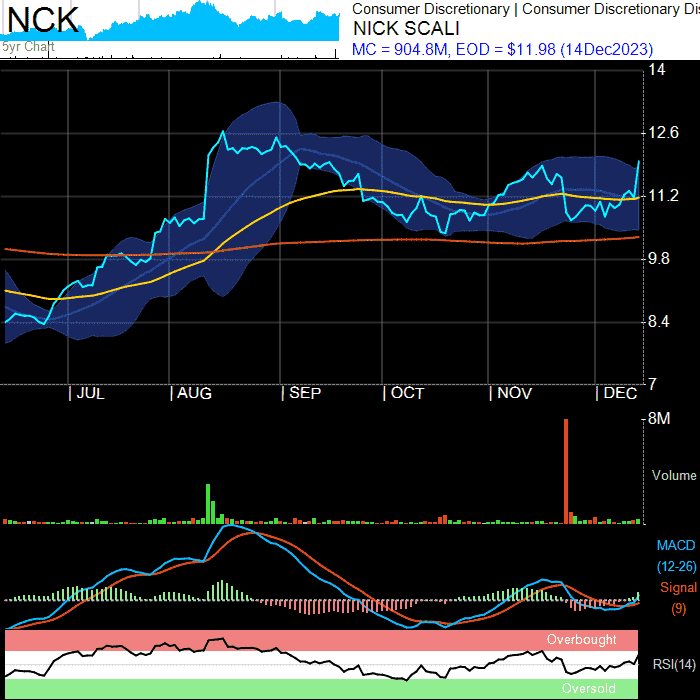 NCK
5yr Chart
Consumer Discretionary | Consumer Discretionary Dis
NICK SCALI
MC = 904.8M, EOD = $11.98 (14Dec2023)
14
12.6
11.2
9.8
8.4
7
| JUL | AUG | SEP | OCT | NOV | DEC
8M
Volume
MACD
(12-26)
Signal
(9)
Overbought
RSI(14)
Oversold